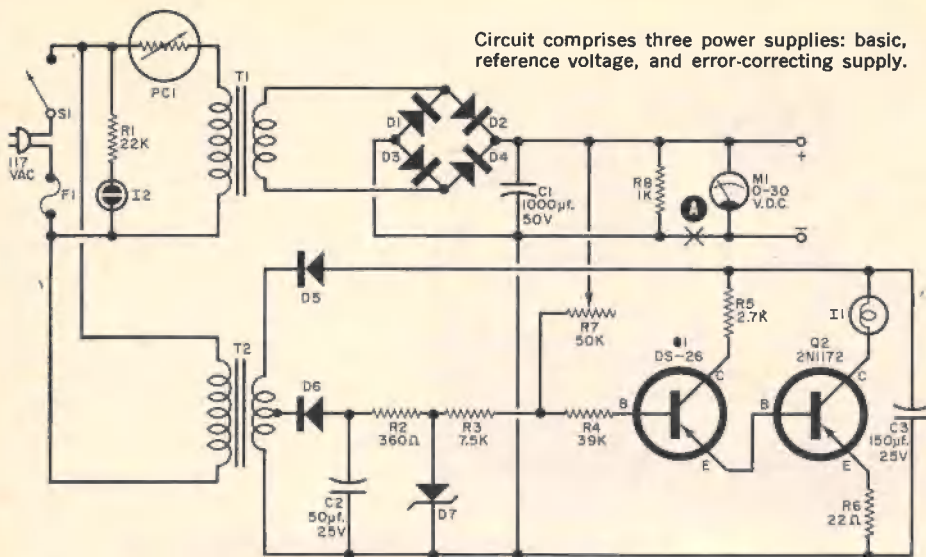 Circuit comprises three power supplies: basic,
reference voltage, and error-correcting supply.
PC1
T1
S1
R1
22K
117
VAC
F1
I2
D1
D2
D3
D4
C1
1000µf.
50V
R8
1K
A
M1
0-30
V.D.C.
+
−
D5
R7
50K
R5
2.7K
I1
T2
D6
Q1
DS-26
Q2
2N1172
C
C
R2
360Ω
R3
7.5K
R4
39K
B
B
E
E
C3
150µf.
25V
C2
50µf.
25V
D7
R6
22Ω